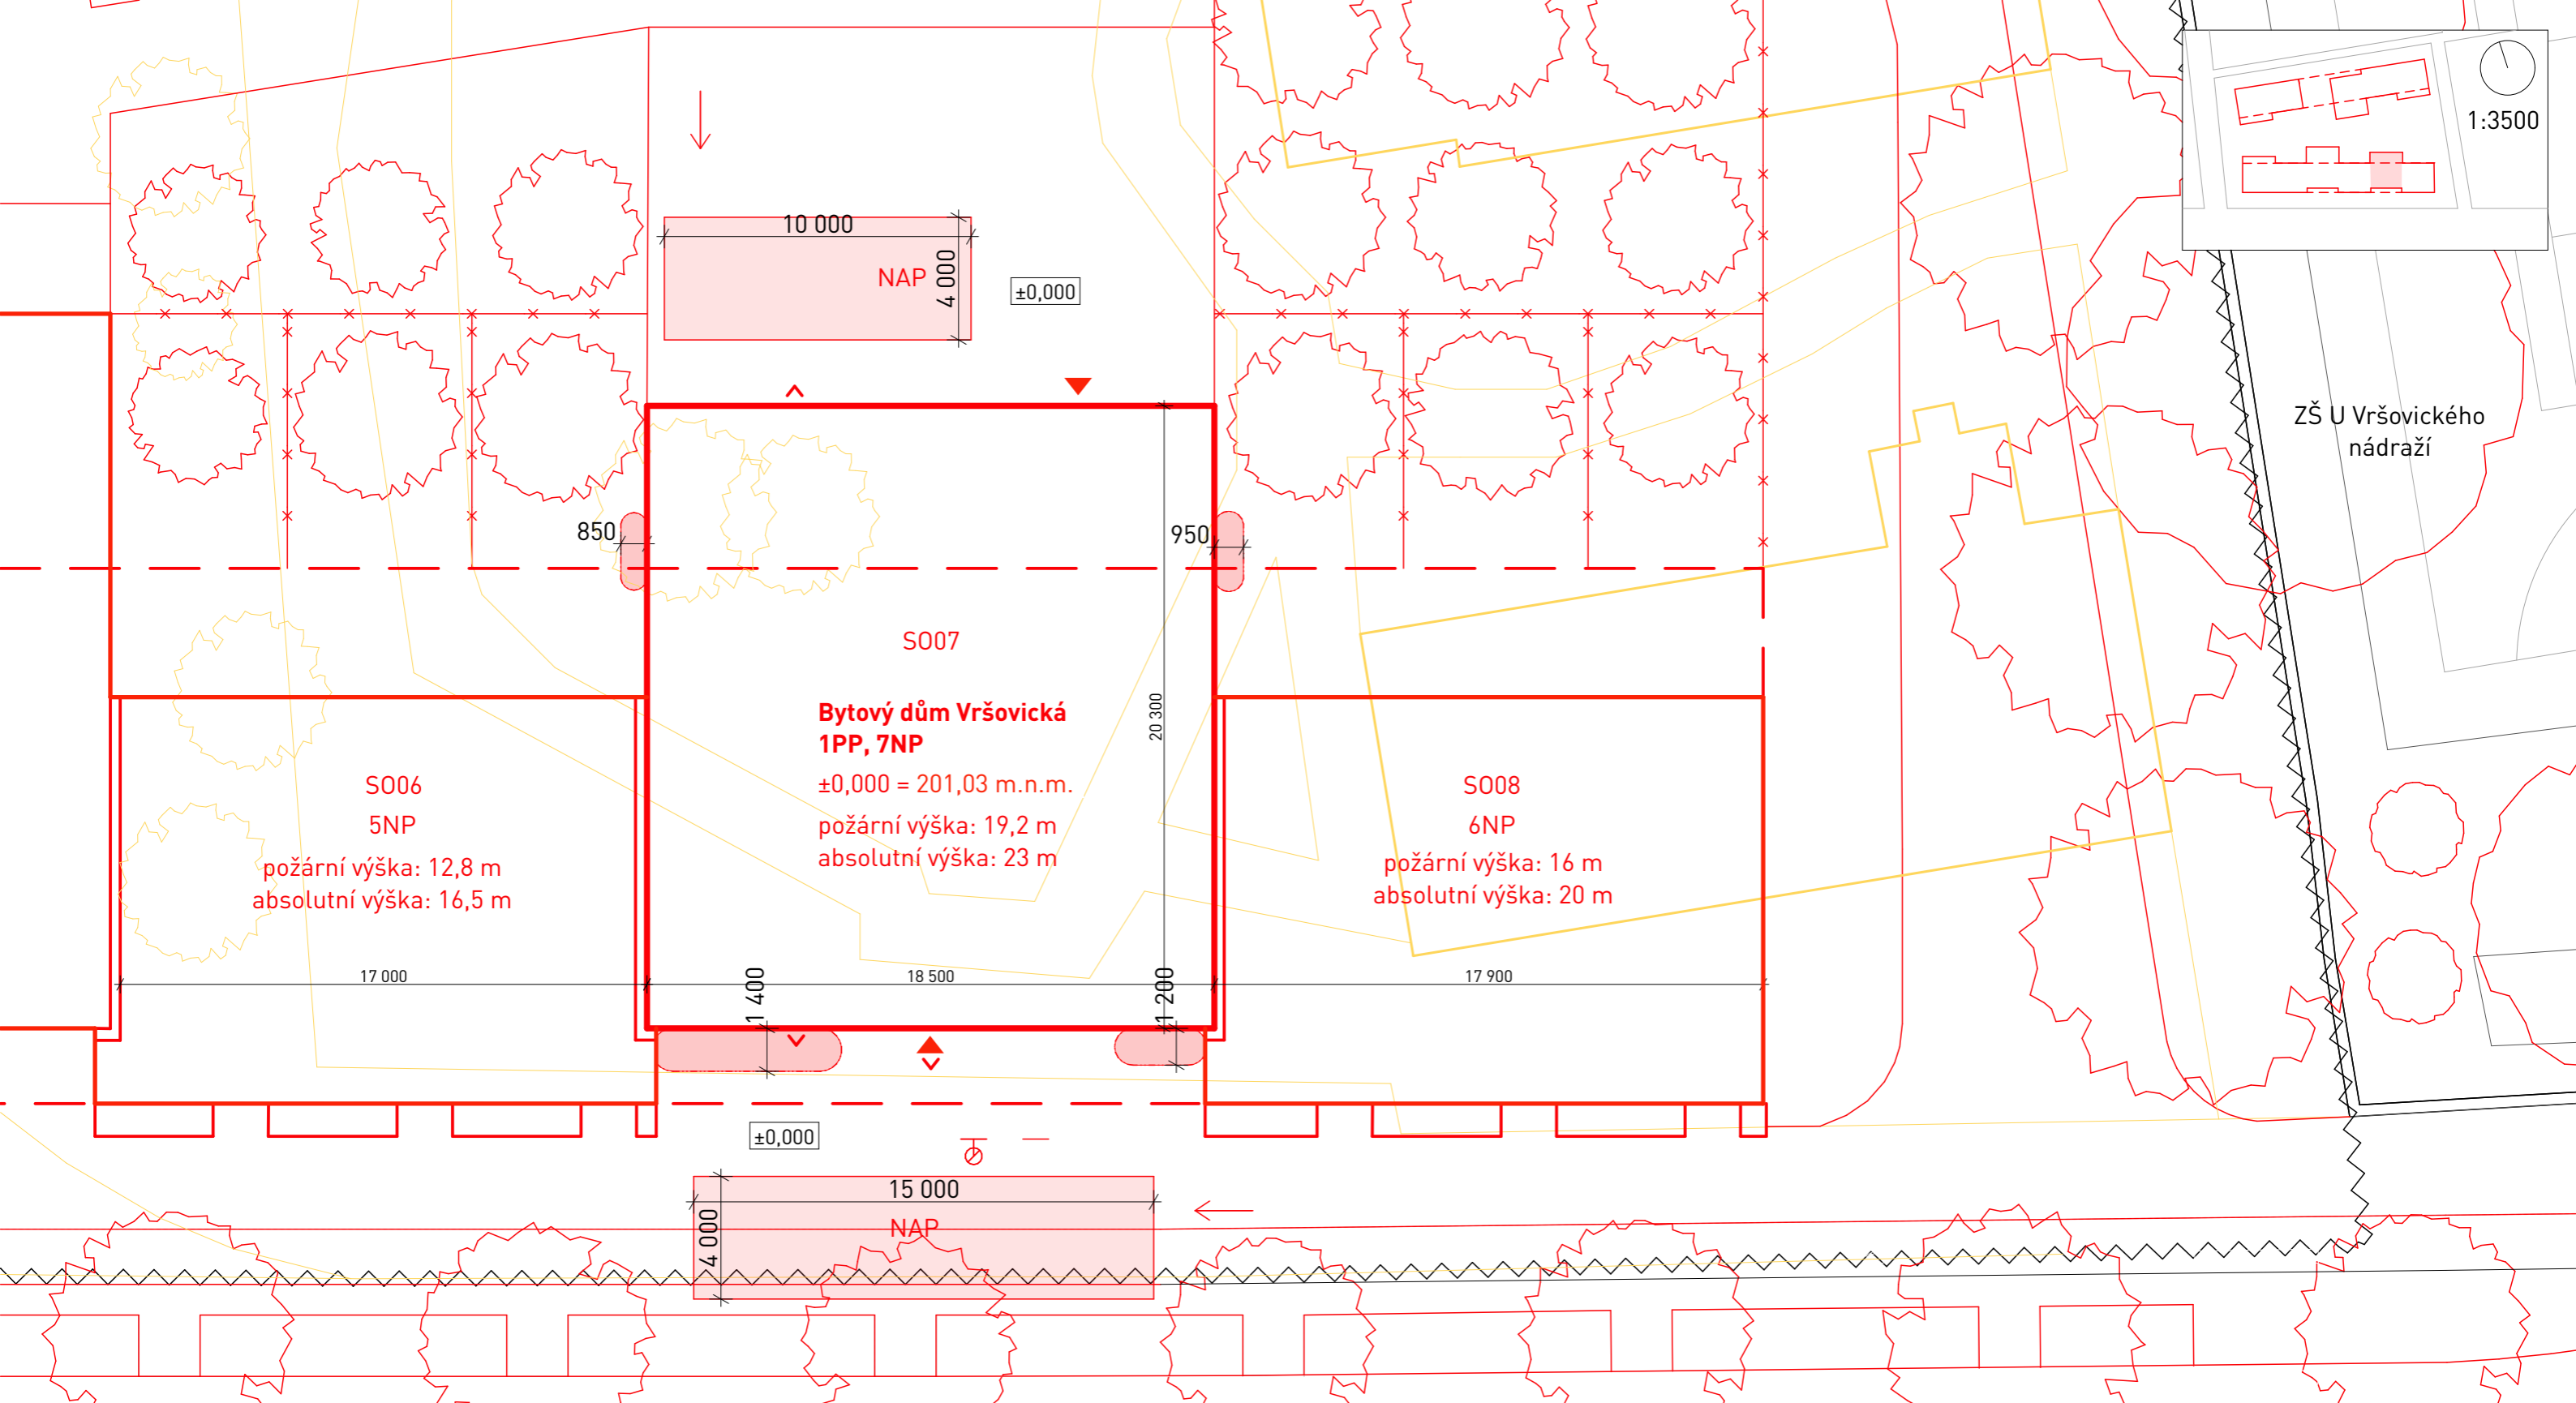 1:3500
10 000
NAP
4 000
±0,000
ZŠ U Vršovického
nádraží
850
950
SO07
20 300
Bytový dům Vršovická
1PP, 7NP
±0,000 = 201,03 m.n.m.
požární výška: 19,2 m
absolutní výška: 23 m
SO06
5NP
požární výška: 12,8 m
absolutní výška: 16,5 m
SO08
6NP
požární výška: 16 m
absolutní výška: 20 m
17 000
18 500
17 900
1 400
1 200
±0,000
15 000
NAP
4 000